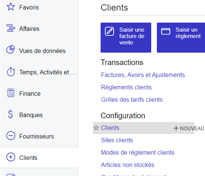 Favoris
Affaires
Vues de données
Temps, Activités et ...
Finance
Banques
Fournisseurs
Clients
Clients
Saisir une facture de vente
Saisir un règlement
Transactions
Factures, Avoirs et Ajustements
Règlements clients
Grilles des tarifs clients
Configuration
Clients
+ NOUVEAU
Sites clients
Modes de règlement clients
Articles non stockés